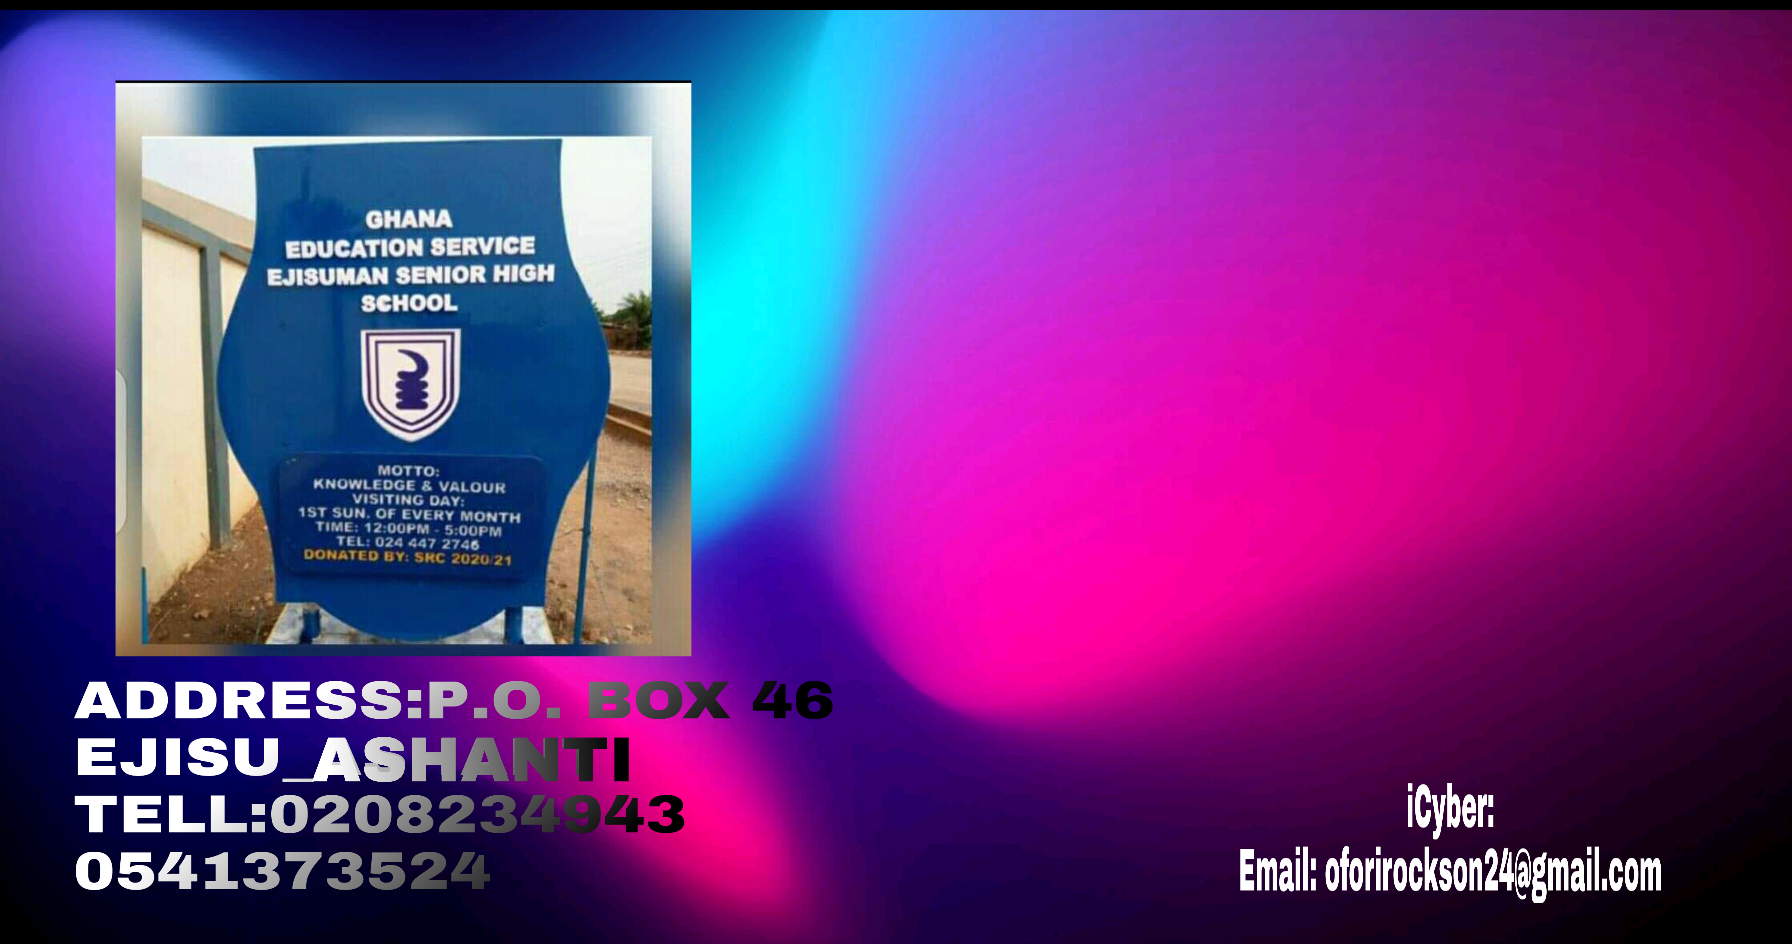 GHANA
EDUCATION SERVICE
EJISUMAN SENIOR HIGH
SCHOOL
MOTTO:
KNOWLEDGE & VALOUR
VISITING DAY:
1ST SUN. OF EVERY MONTH
TIME: 12:00PM - 5:00PM
TEL: 024 447 2746
DONATED BY: SRC 2020/21
ADDRESS:P.O. BOX 46
EJISU_ASHANTI
TELL:0208234943
0541373524
iCyber:
Email: oforirockson24@gmail.com